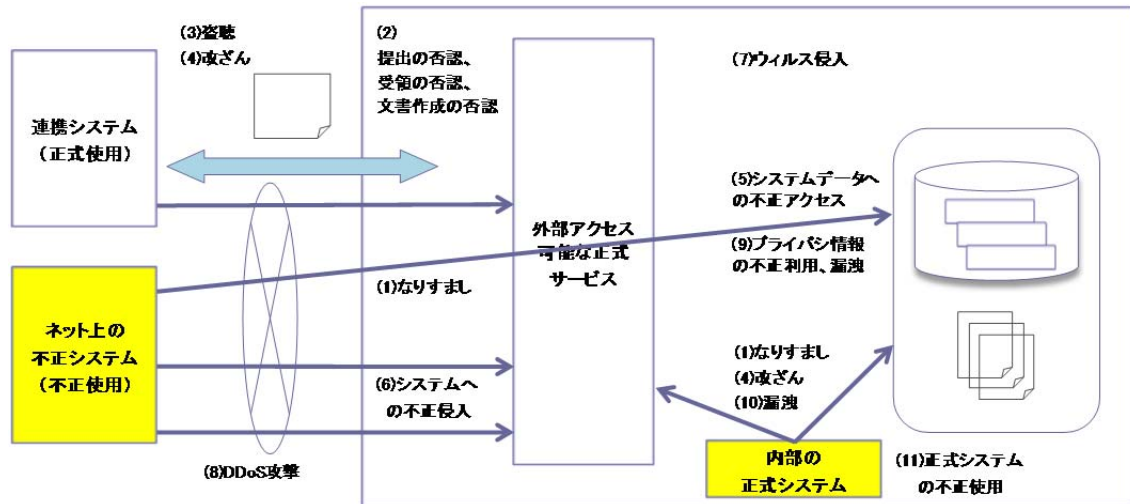 (3)盗聴
(4)改ざん
(2)
提出の否認、
受領の否認、
文書作成の否認
(7)ウィルス侵入
連携システム
(正式使用)
(5)システムデータへ
の不正アクセス
外部アクセス
可能な正式
サービス
(9)プライバシ情報
の不正利用、漏洩
(1)なりすまし
ネット上の
不正システム
(不正使用)
(6)システムへ
の不正侵入
(1)なりすまし
(4)改ざん
(10)漏洩
(8)DDoS攻撃
内部の
正式システム
(11)正式システム
の不正使用